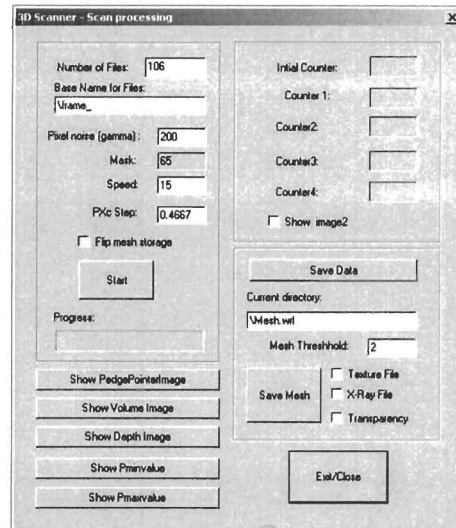 3D Scanner - Scan processing
Number of Files: 106
Base Name for Files:
\frame_
Pixel noise (gamma) : 200
Mask: 65
Speed: 15
PXc Step: 0.4667
Flip mesh storage
Start
Progress:
Show PedgePointerImage
Show Volume Image
Show Depth Image
Show Pminvalue
Show Pmaxvalue
Intial Counter:
Counter 1:
Counter2:
Counter3:
Counter4:
Show image2
Save Data
Current directory:
\Mesh.wrl
Mesh Threshhold: 2
Save Mesh
Texture File
X-Ray File
Transparency
Exit/Close